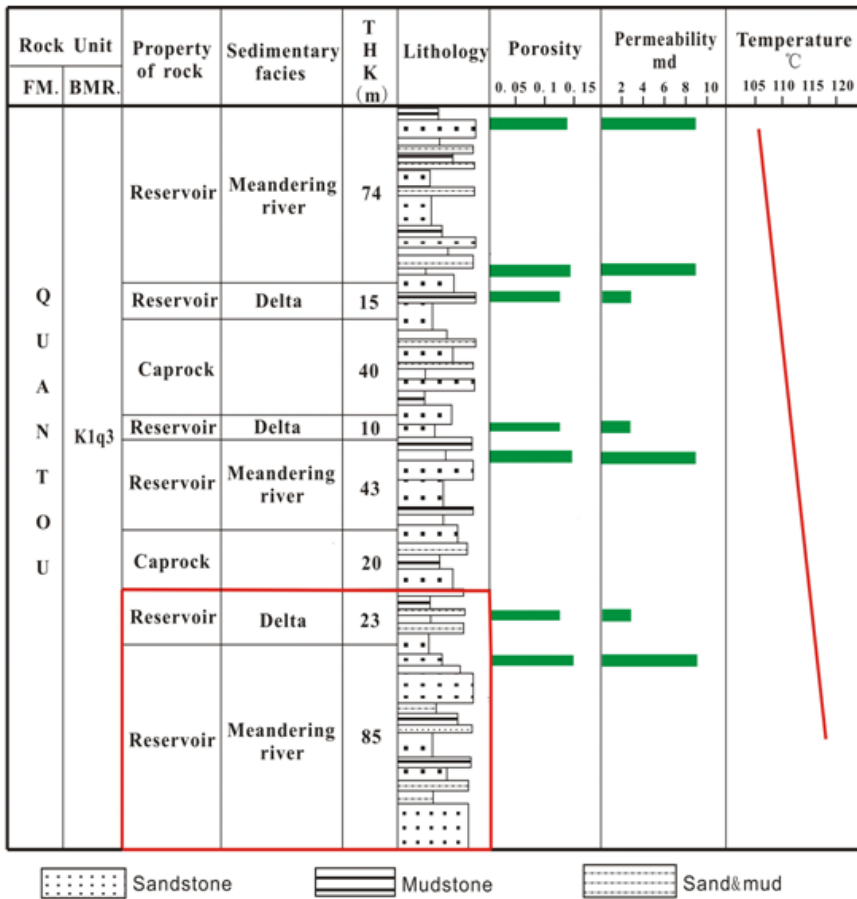 Rock Unit
Property of rock
Sedimentary facies
THK (m)
Lithology
Porosity
Permeability md
Temperature ℃
FM.
BMR.
0. 05 0. 1 0. 15
2 4 6 8 10
105 110 115 120
QUANTOU
K1q3
Reservoir Meandering river 74
Reservoir Delta 15
Caprock 40
Reservoir Delta 10
Reservoir Meandering river 43
Caprock 20
Reservoir Delta 23
Reservoir Meandering river 85
Sandstone Mudstone Sand&mud